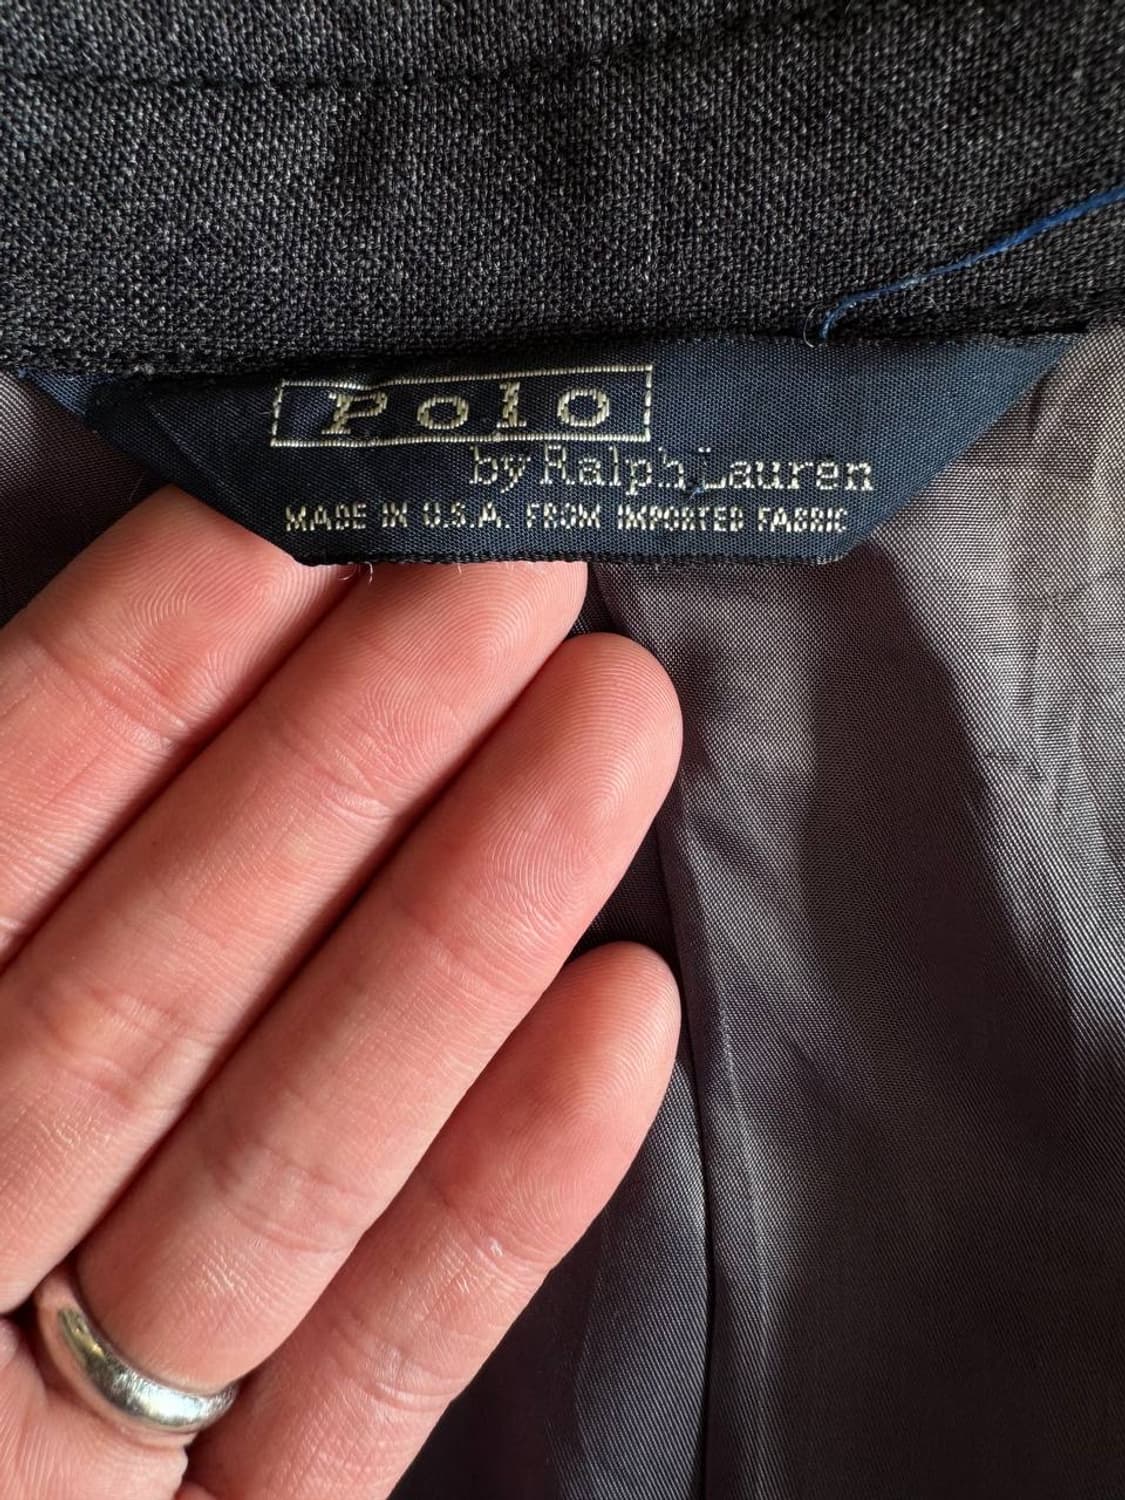 Polo
by Ralph Lauren
MADE IN U.S.A. FROM IMPORTED FABRIC